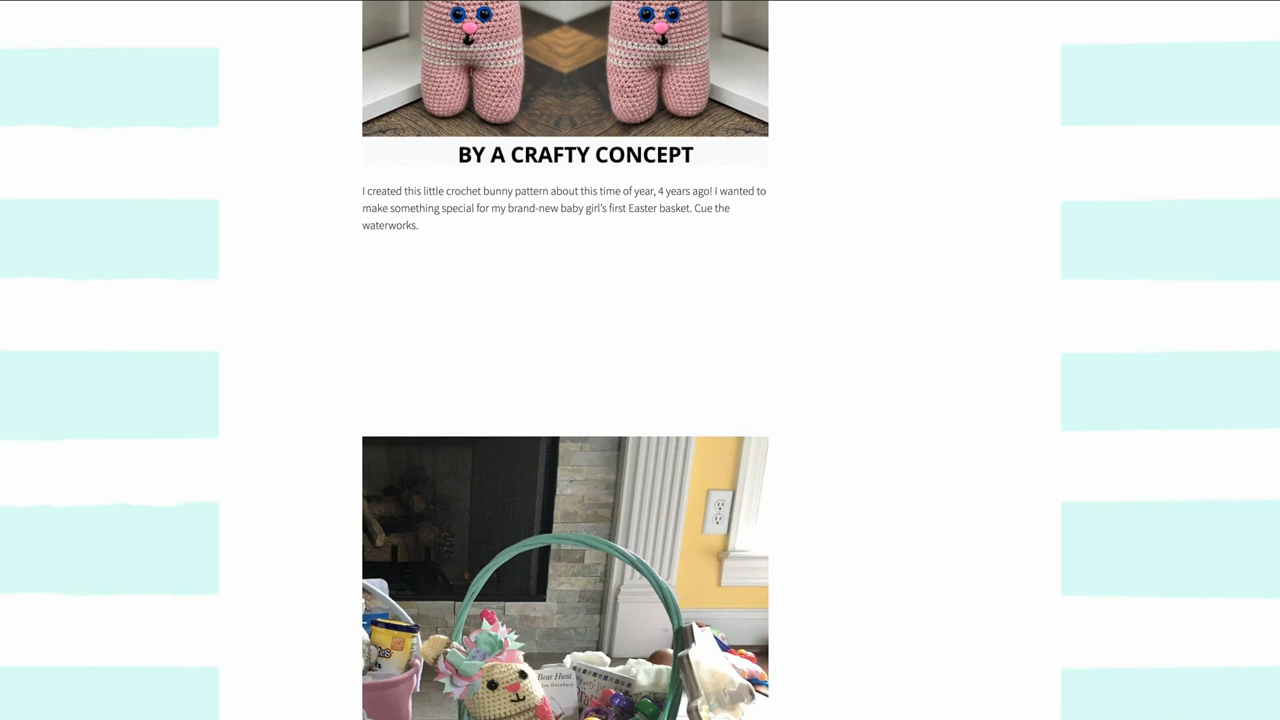 BY A CRAFTY CONCEPT
I created this little crochet bunny pattern about this time of year, 4 years ago! I wanted to
make something special for my brand-new baby girl's first Easter basket. Cue the
waterworks.
Bear Hunt